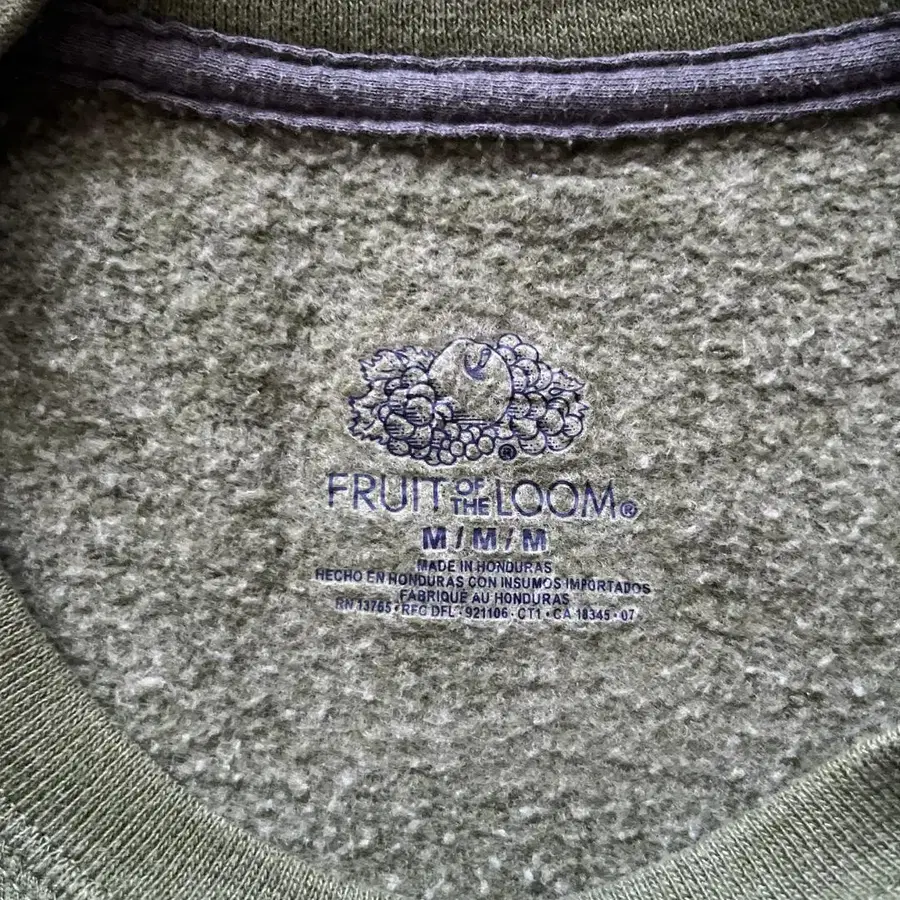 ®
FRUIT OF THE LOOM®
M / M / M
MADE IN HONDURAS
HECHO EN HONDURAS CON INSUMOS IMPORTADOS
FABRIQUÉ AU HONDURAS
RN 13765 · RFC DFL - 921106 · CT1 · CA 18345 - 07